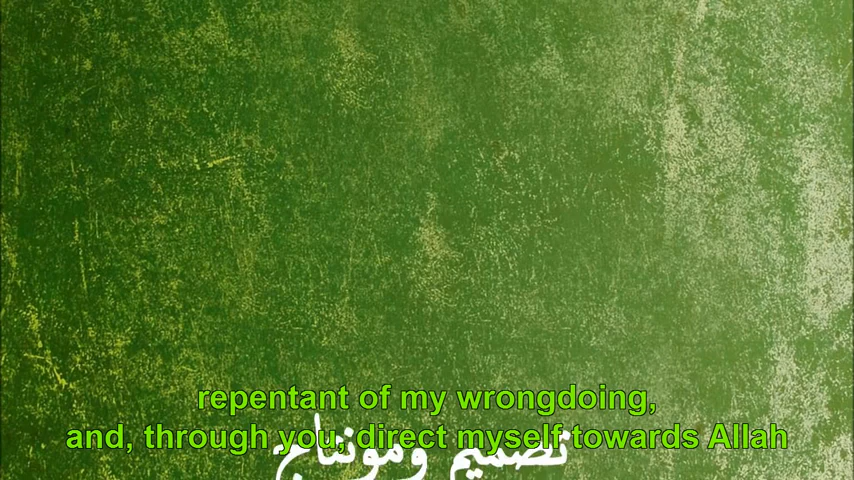 repentant of my wrongdoing,
and, through you, direct myself towards Allah
تصميم ومونتاج